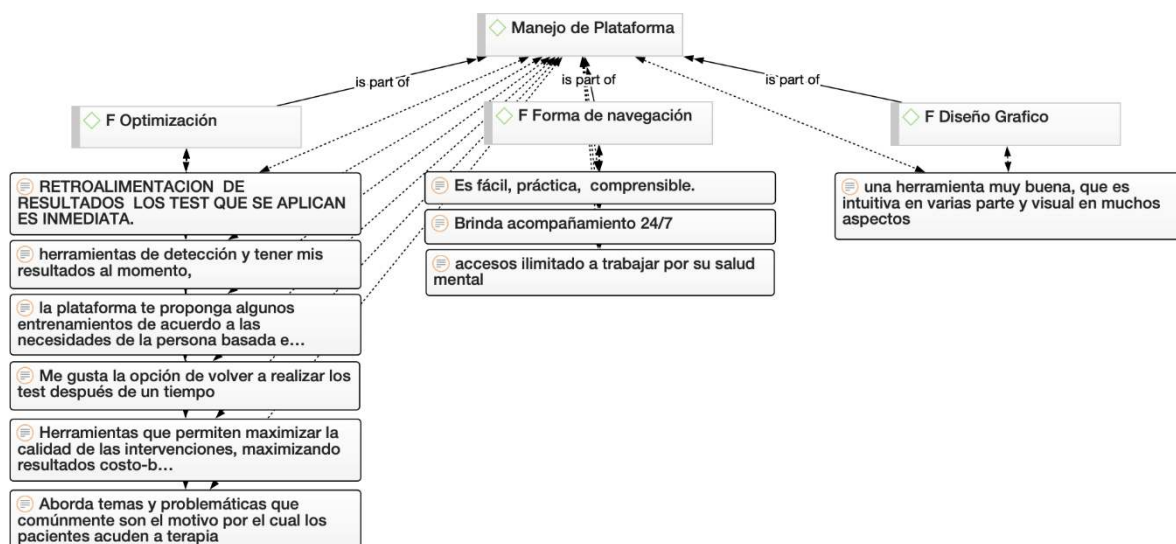 Manejo de Plataforma
is part of
is part of
is part of
F Optimización
F Forma de navegación
F Diseño Grafico
RETROALIMENTACION DE
RESULTADOS LOS TEST QUE SE APLICAN
ES INMEDIATA.
herramientas de detección y tener mis
resultados al momento,
la plataforma te proponga algunos
entrenamientos de acuerdo a las
necesidades de la persona basada e...
Me gusta la opción de volver a realizar los
test después de un tiempo
Herramientas que permiten maximizar la
calidad de las intervenciones, maximizando
resultados costo-b...
Aborda temas y problemáticas que
comúnmente son el motivo por el cual los
pacientes acuden a terapia
Es fácil, práctica, comprensible.
Brinda acompañamiento 24/7
accesos ilimitado a trabajar por su salud
mental
una herramienta muy buena, que es
intuitiva en varias parte y visual en muchos
aspectos